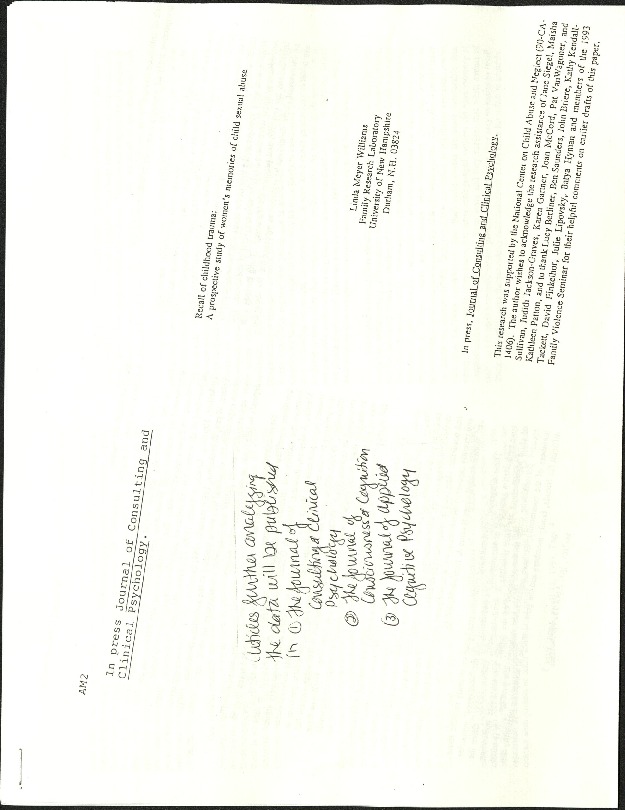 AM2
In press Journal of Consulting and
Clinical Psychology.
Articles further analyzing
the data will be published
in ① The Journal of
Consulting & Clinical
Psychology
② The Journal of
Consciousness & Cognition
③ The Journal of applied
Cognitive Psychology
Recall of childhood trauma:
A prospective study of women's memories of child sexual abuse
Linda Meyer Williams
Family Research Laboratory
University of New Hampshire
Durham, N.H. 03824
In press, Journal of Consulting and Clinical Psychology.
This research was supported by the National Center on Child Abuse and Neglect (90-CA-
1406). The author wishes to acknowledge the research assistance of Jane Siegel, Maisha
Sullivan, Judith Jackson-Graves, Karen Gartner, Joan McCord, Pat VanWagoner, and
Kathleen Patton, and to thank Lucy Berliner, Ben Saunders, John Briere, Kathy Kendall-
Tackett, David Finkelhor, Julie Lipovsky, Batya Hyman and members of the 1993
Family Violence Seminar for their helpful comments on earlier drafts of this paper.